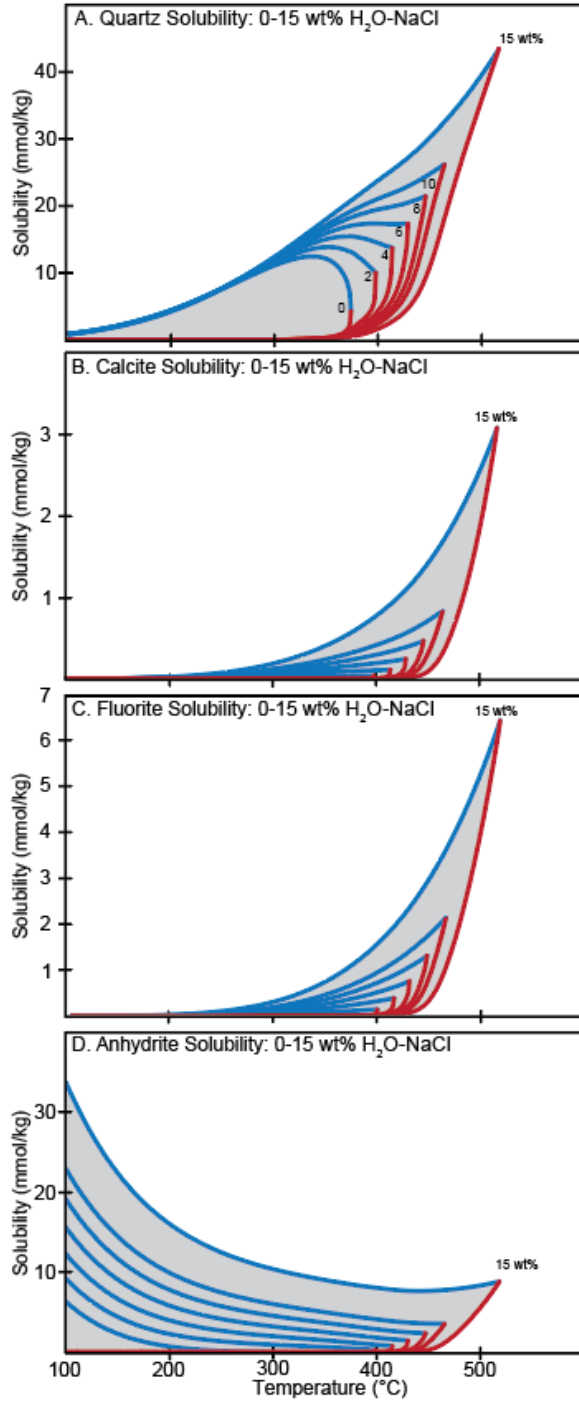 A. Quartz Solubility: 0-15 wt% H₂O-NaCl
15 wt%
40
30
20
10
10
8
6
4
2
0
Solubility (mmol/kg)
B. Calcite Solubility: 0-15 wt% H₂O-NaCl
15 wt%
3
2
1
Solubility (mmol/kg)
C. Fluorite Solubility: 0-15 wt% H₂O-NaCl
15 wt%
7
6
5
4
3
2
1
Solubility (mmol/kg)
D. Anhydrite Solubility: 0-15 wt% H₂O-NaCl
15 wt%
30
20
10
Solubility (mmol/kg)
100 200 300 400 500
Temperature (°C)